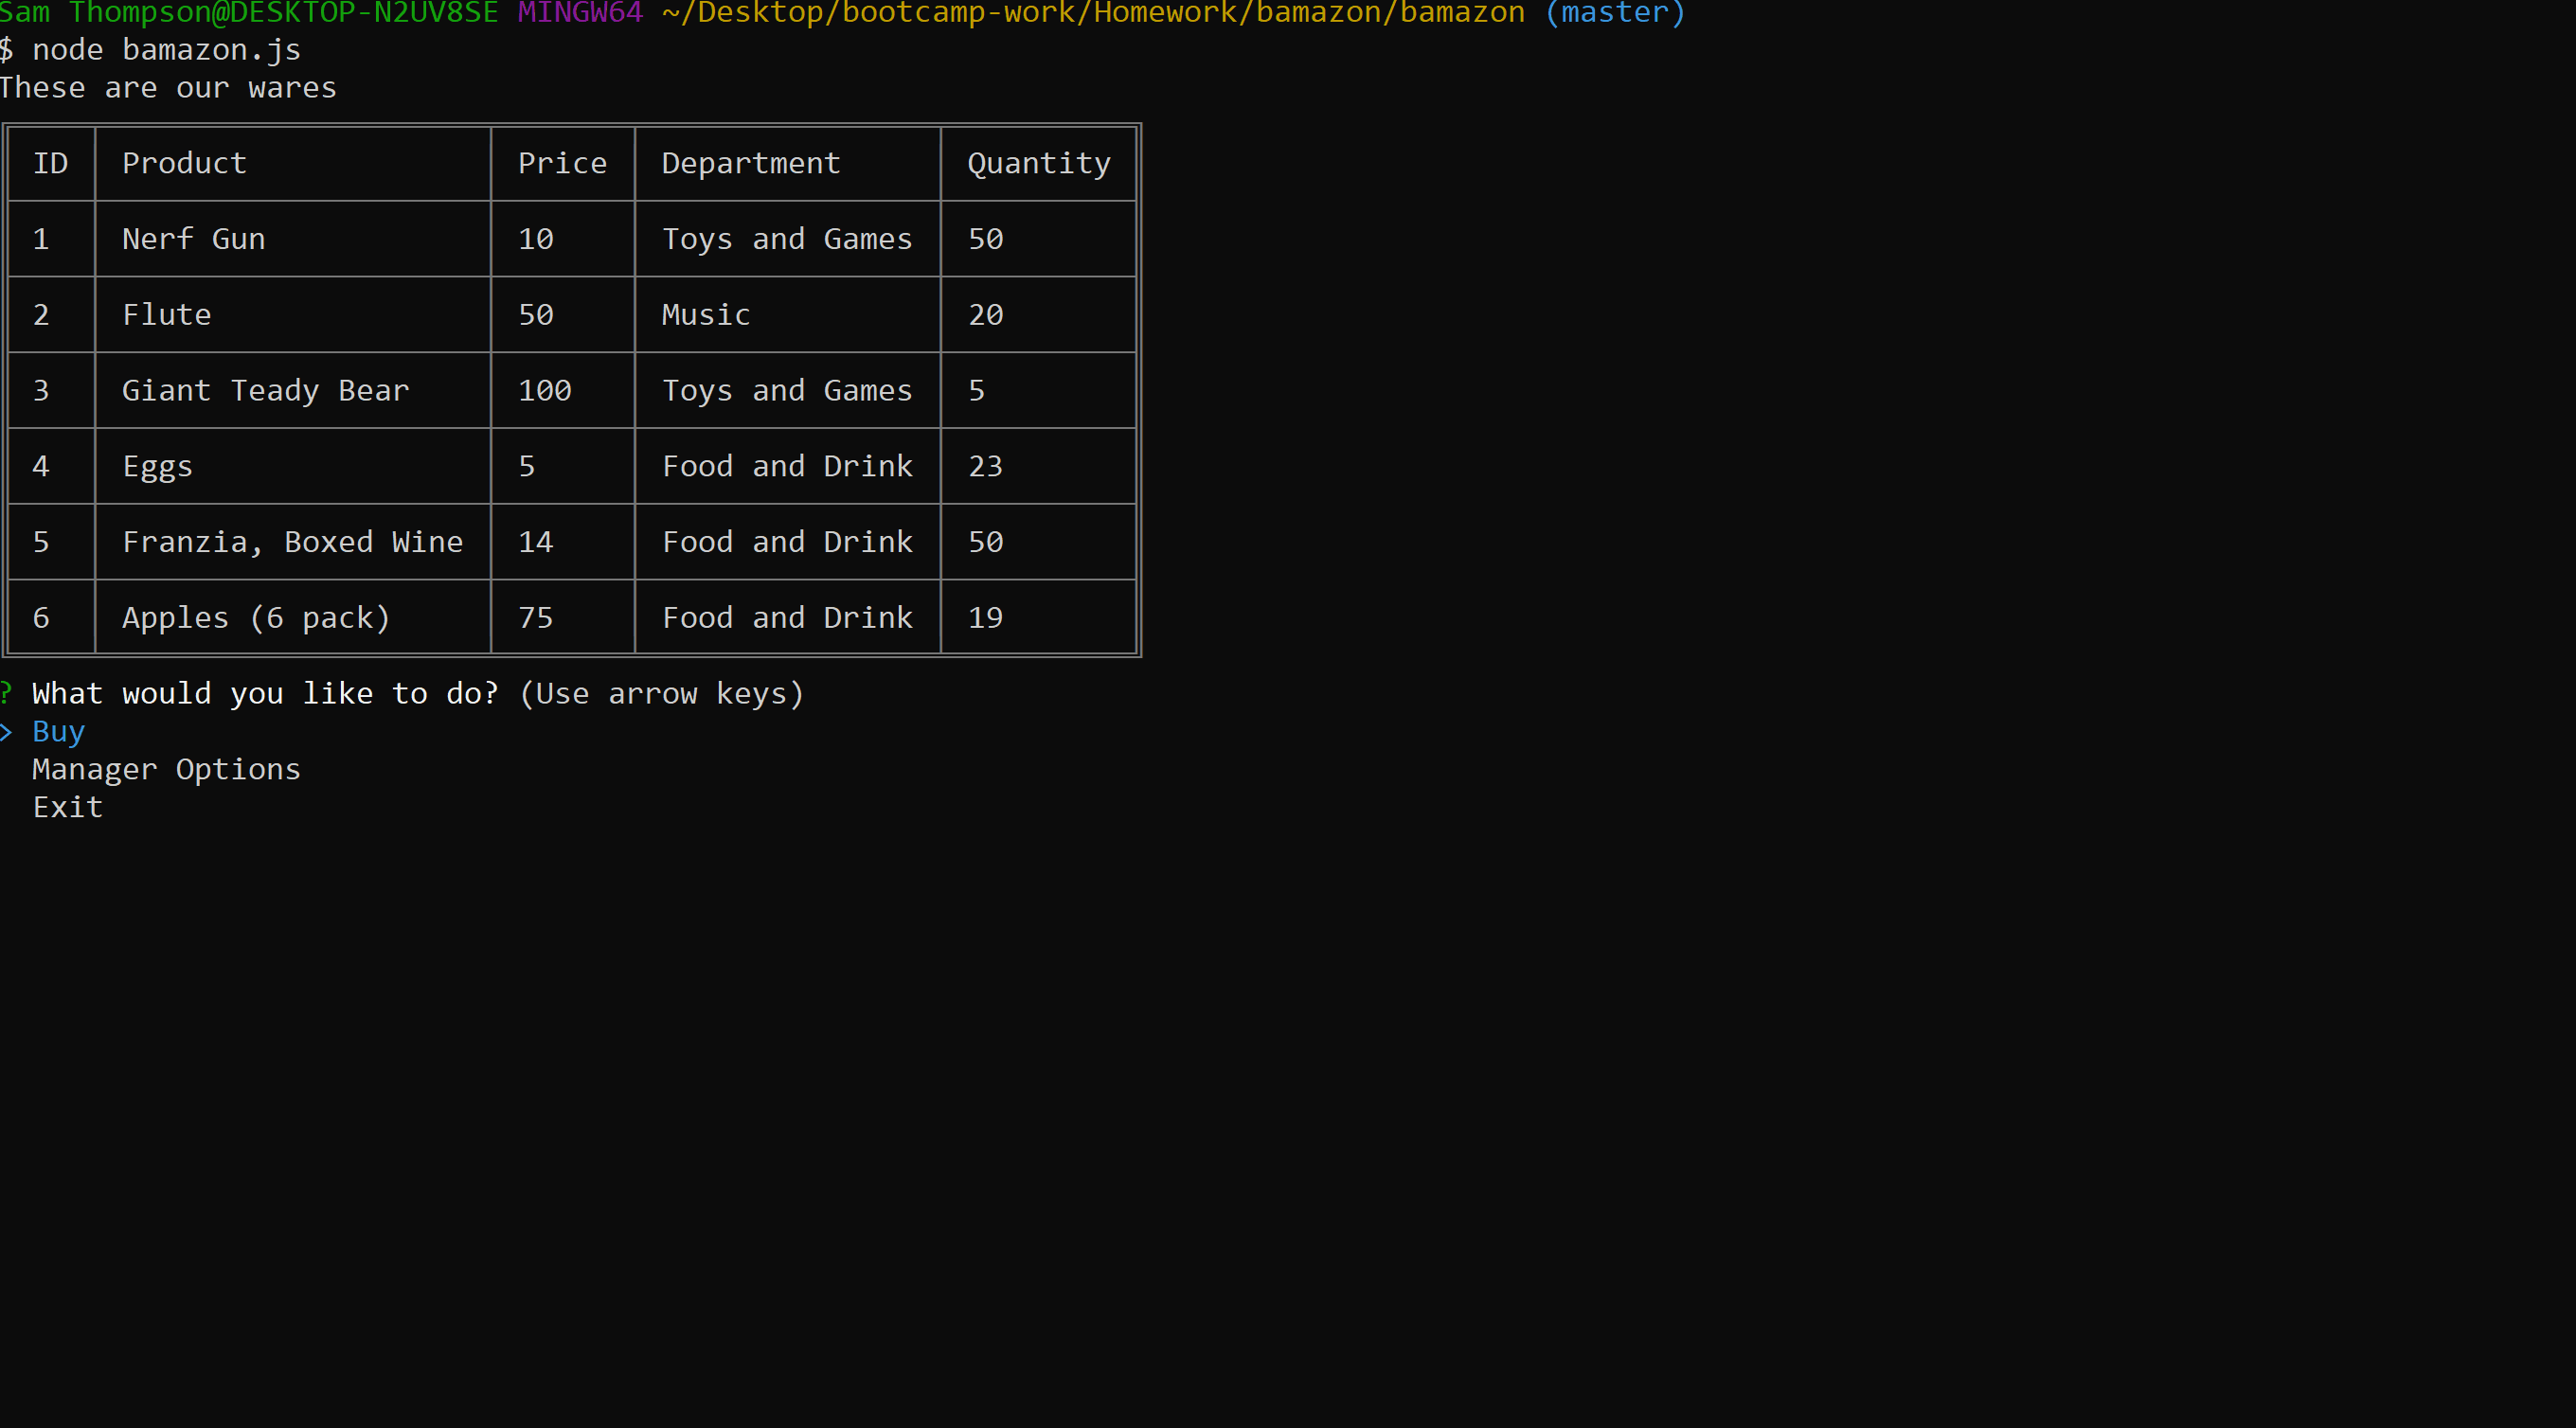 Sam Thompson@DESKTOP-N2UV8SE MINGW64 ~/Desktop/bootcamp-work/Homework/bamazon/bamazon (master)
$ node bamazon.js
These are our wares
ID Product Price Department Quantity
1 Nerf Gun 10 Toys and Games 50
2 Flute 50 Music 20
3 Giant Teady Bear 100 Toys and Games 5
4 Eggs 5 Food and Drink 23
5 Franzia, Boxed Wine 14 Food and Drink 50
6 Apples (6 pack) 75 Food and Drink 19
? What would you like to do? (Use arrow keys)
> Buy
Manager Options
Exit